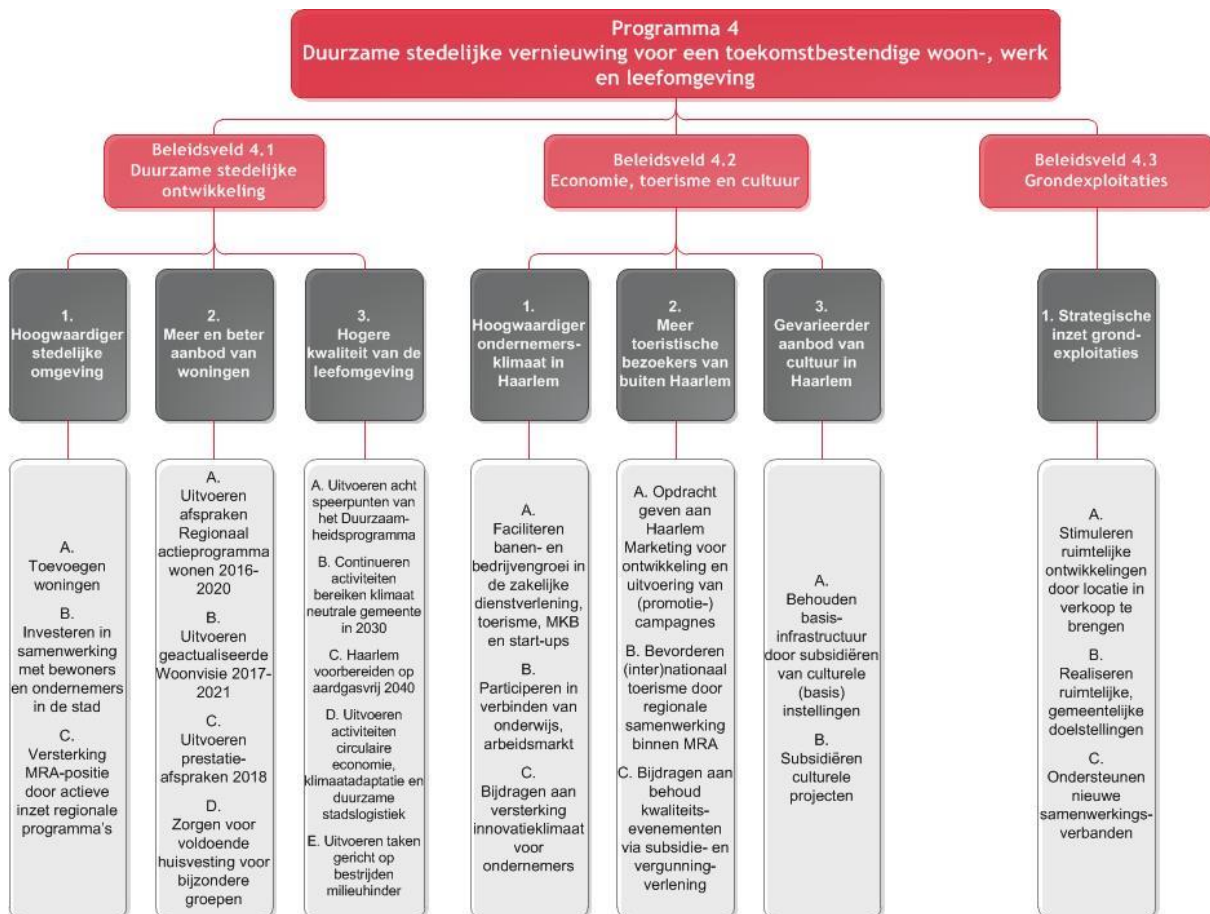 Programma 4
Duurzame stedelijke vernieuwing voor een toekomstbestendige woon-, werk
en leefomgeving
Beleidsveld 4.1
Duurzame stedelijke
ontwikkeling
Beleidsveld 4.2
Economie, toerisme en cultuur
Beleidsveld 4.3
Grondexploitaties
1.
Hoogwaardiger
stedelijke
omgeving
2.
Meer en beter
aanbod van
woningen
3.
Hogere
kwaliteit van de
leefomgeving
1.
Hoogwaardiger
ondernemers-
klimaat in
Haarlem
2.
Meer
toeristische
bezoekers van
buiten Haarlem
3.
Gevarieerder
aanbod van
cultuur in
Haarlem
1. Strategische
inzet grond-
exploitaties
A.
Toevoegen
woningen
B.
Investeren in
samenwerking
met bewoners
en ondernemers
in de stad
C.
Versterking
MRA-positie
door actieve
inzet regionale
programma's
A.
Uitvoeren
afspraken
Regionaal
actieprogramma
wonen 2016-
2020
B.
Uitvoeren
geactualiseerde
Woonvisie 2017-
2021
C.
Uitvoeren
prestatie-
afspraken 2018
D.
Zorgen voor
voldoende
huisvesting voor
bijzondere
groepen
A. Uitvoeren acht
speerpunten van
het Duurzaam-
heidsprogramma
B. Continueren
activiteiten
bereiken klimaat
neutrale gemeente
in 2030
C. Haarlem
voorbereiden op
aardgasvrij 2040
D. Uitvoeren
activiteiten
circulaire
economie,
klimaatadaptatie en
duurzame
stadslogistiek
E. Uitvoeren taken
gericht op
bestrijden
milieuhinder
A.
Faciliteren
banen- en
bedrijvengroei in
de zakelijke
dienstverlening,
toerisme, MKB
en start-ups
B.
Participeren in
verbinden van
onderwijs,
arbeidsmarkt
C.
Bijdragen aan
versterking
innovatieklimaat
voor
ondernemers
A. Opdracht
geven aan
Haarlem
Marketing voor
ontwikkeling en
uitvoering van
(promotie-)
campagnes
B. Bevorderen
(inter)nationaal
toerisme door
regionale
samenwerking
binnen MRA
C. Bijdragen aan
behoud
kwaliteits-
evenementen
via subsidie- en
vergunning-
verlening
A.
Behouden
basis-
infrastructuur
door subsidiëren
van culturele
(basis)
instellingen
B.
Subsidiëren
culturele
projecten
A.
Stimuleren
ruimtelijke
ontwikkelingen
door locatie in
verkoop te
brengen
B.
Realiseren
ruimtelijke,
gemeentelijke
doelstellingen
C.
Ondersteunen
nieuwe
samenwerkings-
verbanden